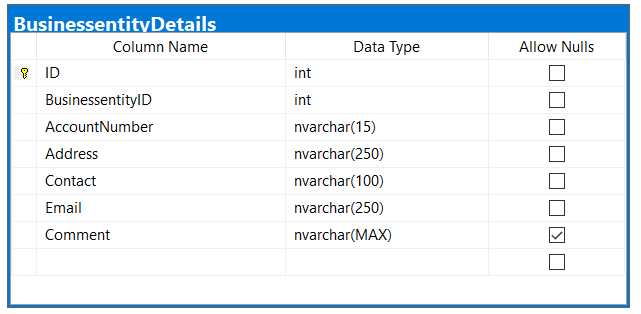 BusinessentityDetails
Column Name Data Type Allow Nulls
ID int
BusinessentityID int
AccountNumber nvarchar(15)
Address nvarchar(250)
Contact nvarchar(100)
Email nvarchar(250)
Comment nvarchar(MAX)